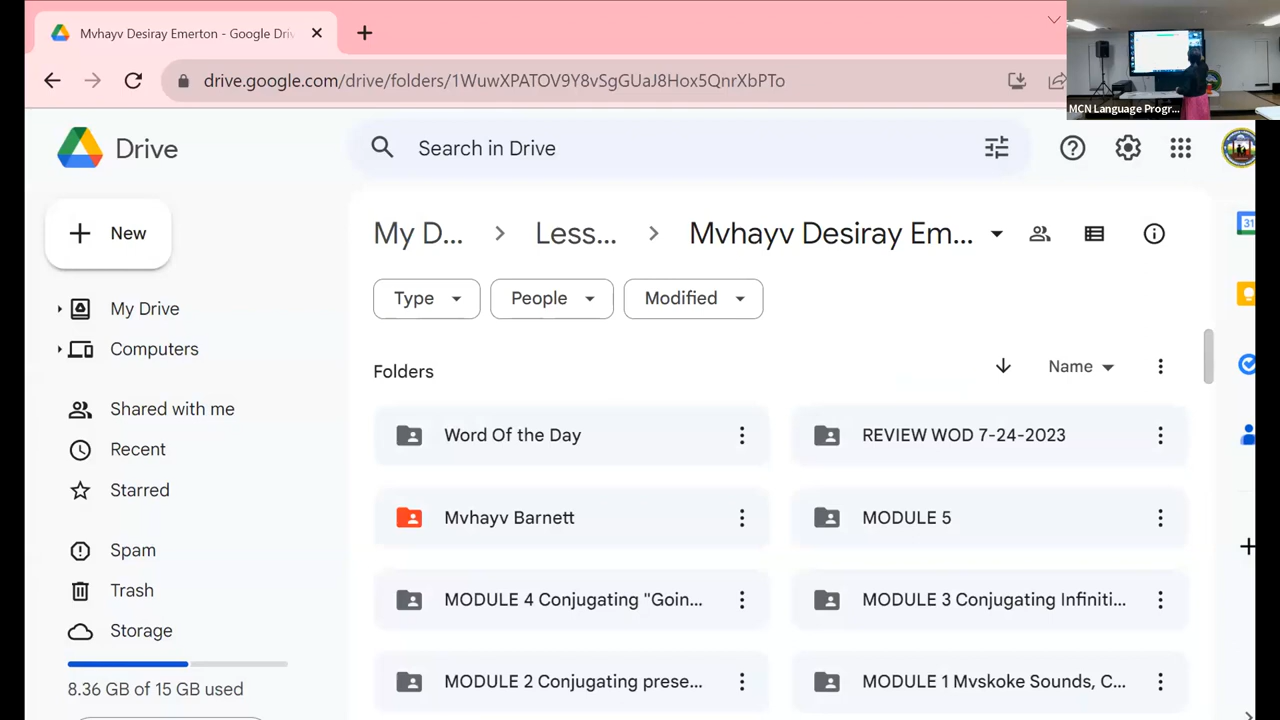 Mvhayv Desiray Emerton - Google Driv
drive.google.com/drive/folders/1WuwXPATOV9Y8vSgGUaJ8Hox5QnrXbPTo
MCN Language Progr...
Drive
Search in Drive
New
My D...
Less...
Mvhayv Desiray Em...
Type
People
Modified
My Drive
Computers
Shared with me
Recent
Starred
Spam
Trash
Storage
8.36 GB of 15 GB used
Folders
Name
Word Of the Day
REVIEW WOD 7-24-2023
Mvhayv Barnett
MODULE 5
MODULE 4 Conjugating "Goin...
MODULE 3 Conjugating Infiniti...
MODULE 2 Conjugating prese...
MODULE 1 Mvskoke Sounds, C...
31